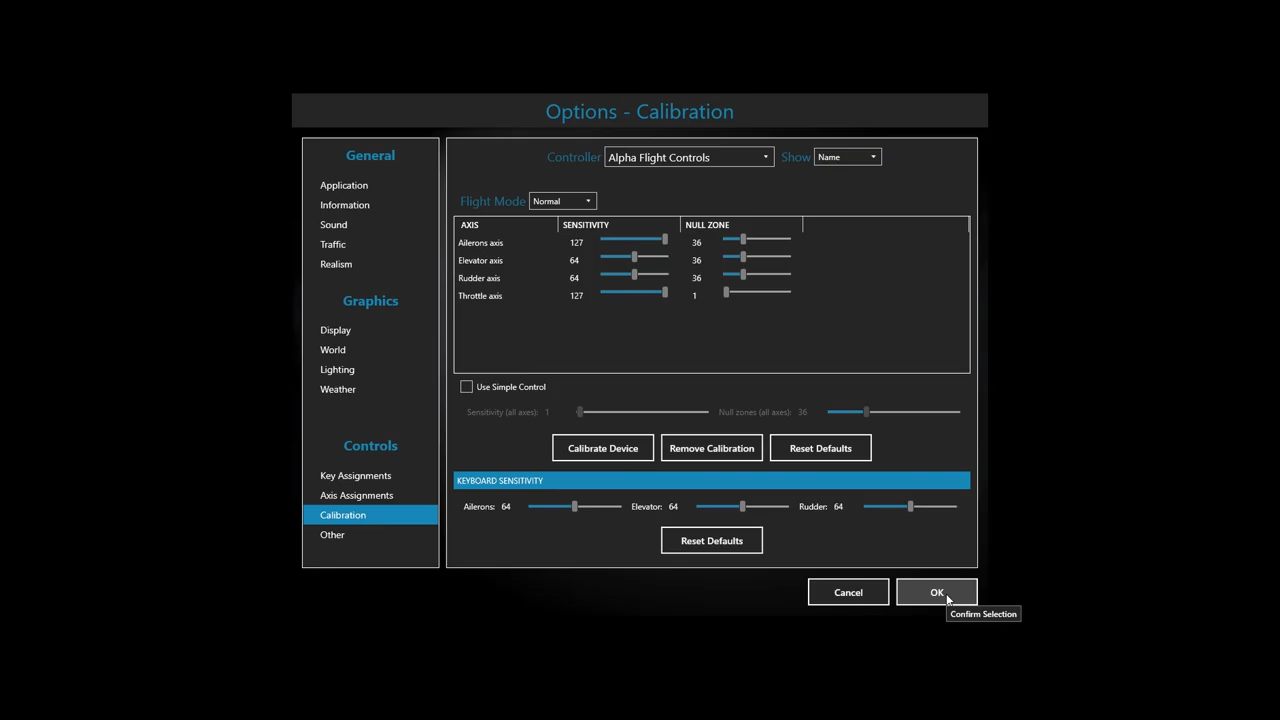 Options - Calibration
General
Application
Information
Sound
Traffic
Realism
Graphics
Display
World
Lighting
Weather
Controls
Key Assignments
Axis Assignments
Calibration
Other
Controller Alpha Flight Controls Show Name
Flight Mode Normal
AXIS SENSITIVITY NULL ZONE
Ailerons axis 127 36
Elevator axis 64 36
Rudder axis 64 36
Throttle axis 127 1
Use Simple Control
Sensitivity (all axes): 1 Null zones (all axes): 36
Calibrate Device Remove Calibration Reset Defaults
KEYBOARD SENSITIVITY
Ailerons: 64 Elevator: 64 Rudder: 64
Reset Defaults
Cancel OK
Confirm Selection